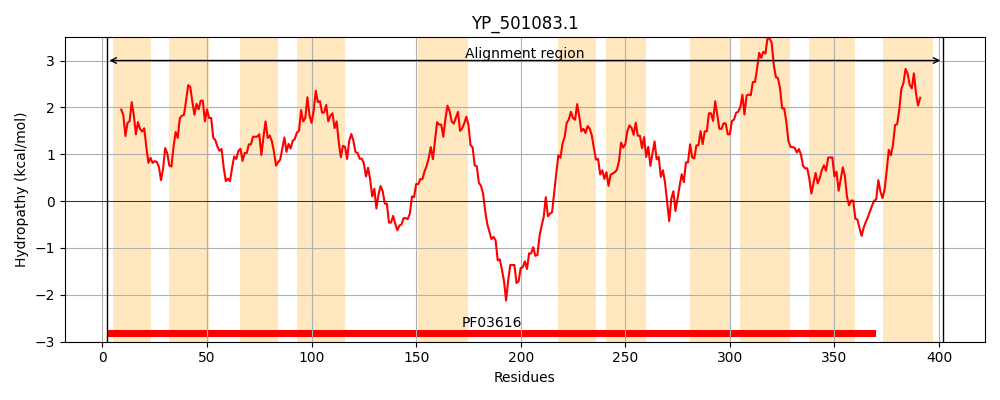 YP_501083.1
Alignment region
3
2
1
0
−1
−2
−3
Hydropathy (kcal/mol)
PF03616
0 50 100 150 200 250 300 350 400
Residues